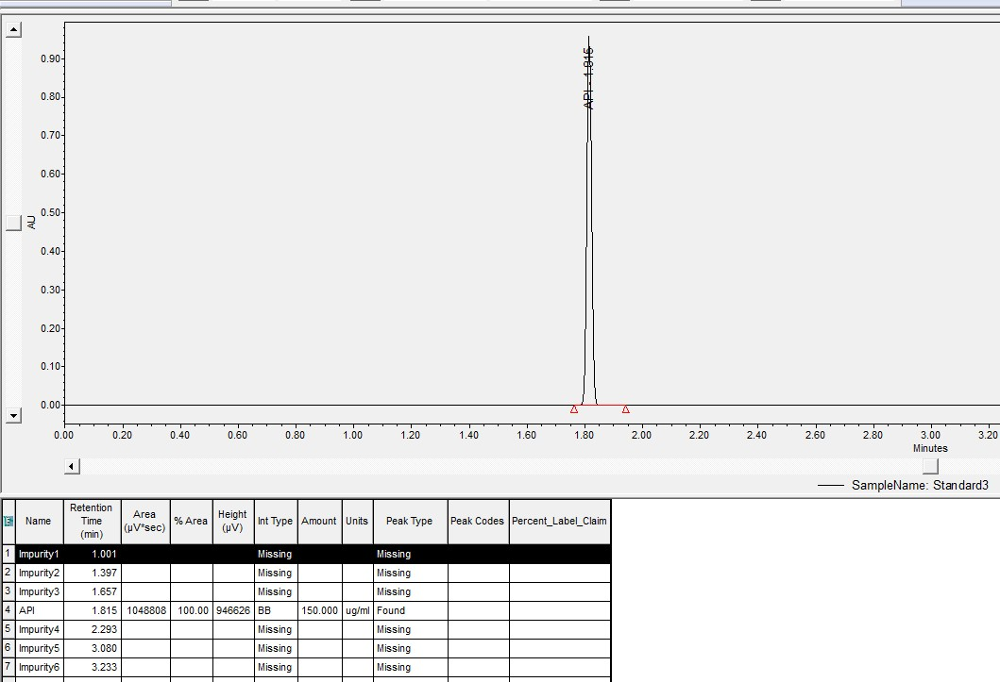 0.90
0.80
0.70
0.60
0.50
0.40
0.30
0.20
0.10
0.00
AU
API - 1.815
0.00 0.20 0.40 0.60 0.80 1.00 1.20 1.40 1.60 1.80 2.00 2.20 2.40 2.60 2.80 3.00 3.20
Minutes
SampleName: Standard3
Name Retention Time (min) Area (µV*sec) % Area Height (µV) Int Type Amount Units Peak Type Peak Codes Percent_Label_Claim
1 Impurity1 1.001 Missing Missing
2 Impurity2 1.397 Missing Missing
3 Impurity3 1.657 Missing Missing
4 API 1.815 1048808 100.00 946626 BB 150.000 ug/ml Found
5 Impurity4 2.293 Missing Missing
6 Impurity5 3.080 Missing Missing
7 Impurity6 3.233 Missing Missing